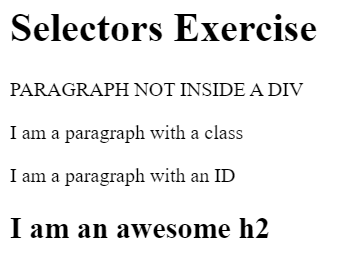 Selectors Exercise
PARAGRAPH NOT INSIDE A DIV
I am a paragraph with a class
I am a paragraph with an ID
I am an awesome h2